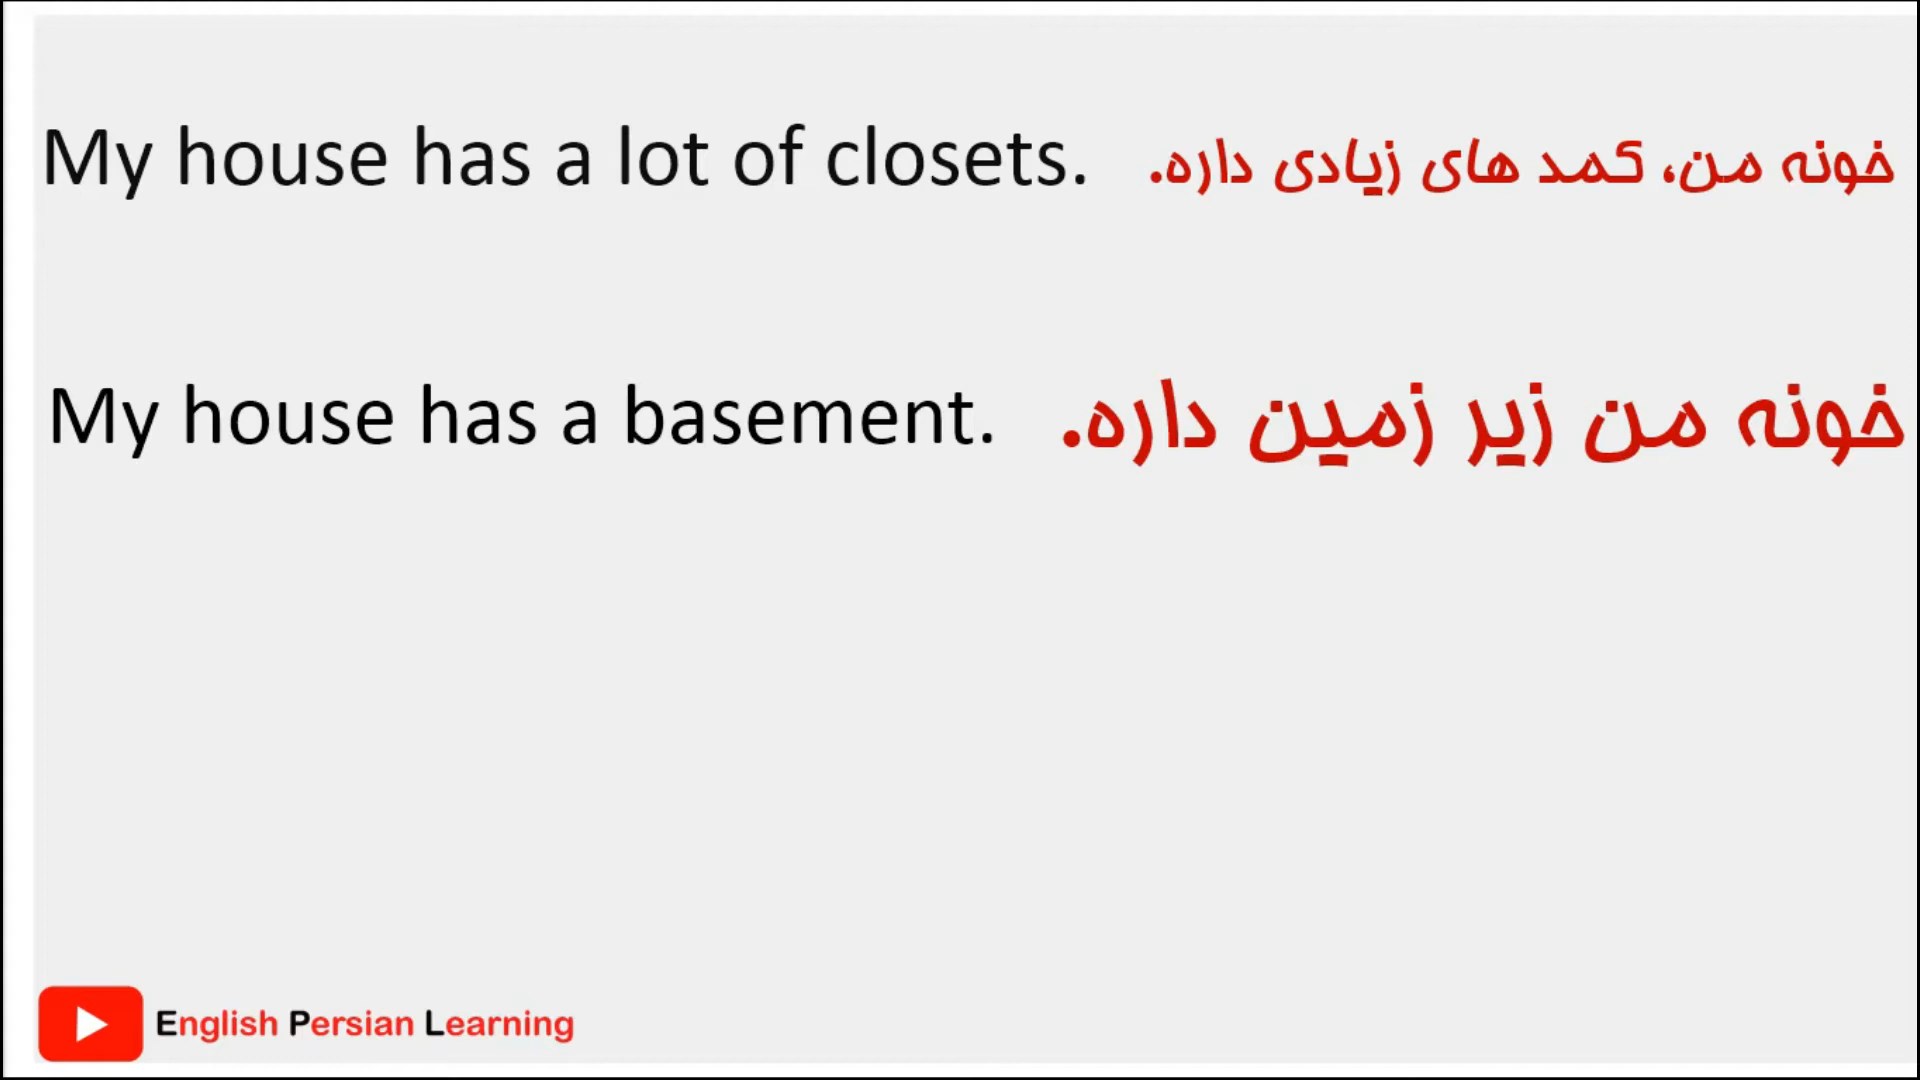 My house has a lot of closets. خونه من، کمد های زیادی داره.
My house has a basement. خونه من زیر زمین داره.
English Persian Learning